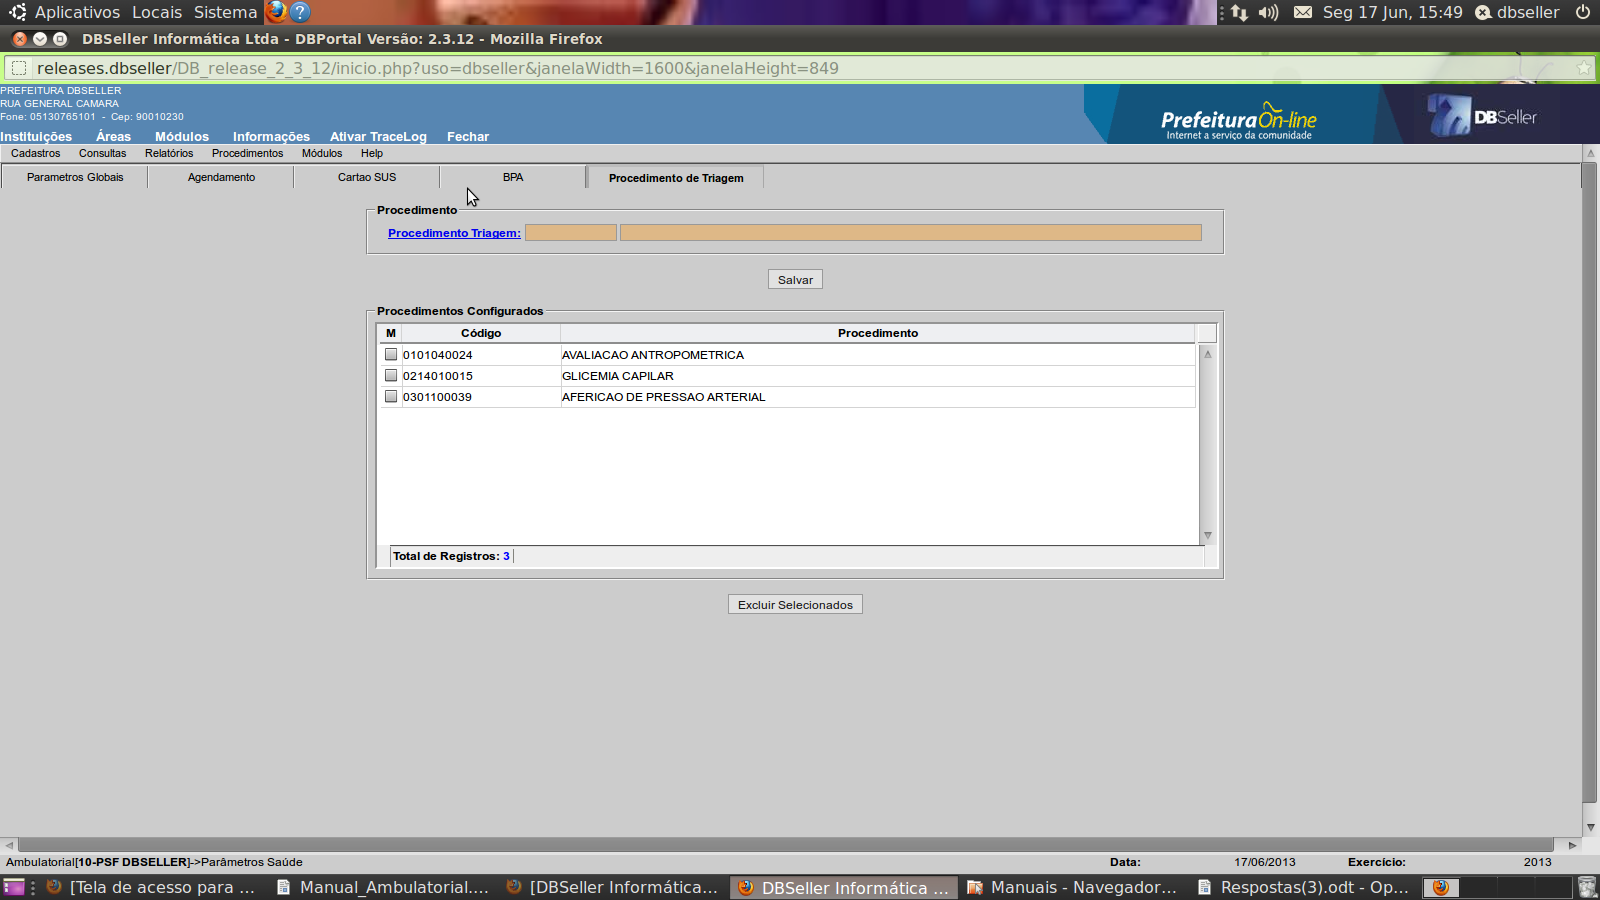 Aplicativos Locais Sistema
Seg 17 Jun, 15:49 dbseller
DBSeller Informática Ltda - DBPortal Versão: 2.3.12 - Mozilla Firefox
releases.dbseller/DB_release_2_3_12/inicio.php?uso=dbseller&janelaWidth=1600&janelaHeight=849
PREFEITURA DBSELLER
RUA GENERAL CAMARA
Fone: 05130765101 - Cep: 90010230
Prefeitura On-line
Internet a serviço da comunidade
DBSeller
Instituições Áreas Módulos Informações Ativar TraceLog Fechar
Cadastros Consultas Relatórios Procedimentos Módulos Help
Parametros Globais Agendamento Cartao SUS BPA Procedimento de Triagem
Procedimento
Procedimento Triagem:
Salvar
Procedimentos Configurados
M Código Procedimento
0101040024 AVALIACAO ANTROPOMETRICA
0214010015 GLICEMIA CAPILAR
0301100039 AFERICAO DE PRESSAO ARTERIAL
Total de Registros: 3
Excluir Selecionados
Ambulatorial[10-PSF DBSELLER]->Parâmetros Saúde Data: 17/06/2013 Exercício: 2013
[Tela de acesso para ... Manual_Ambulatorial.... [DBSeller Informática... DBSeller Informática ... Manuais - Navegador... Respostas(3).odt - Op...